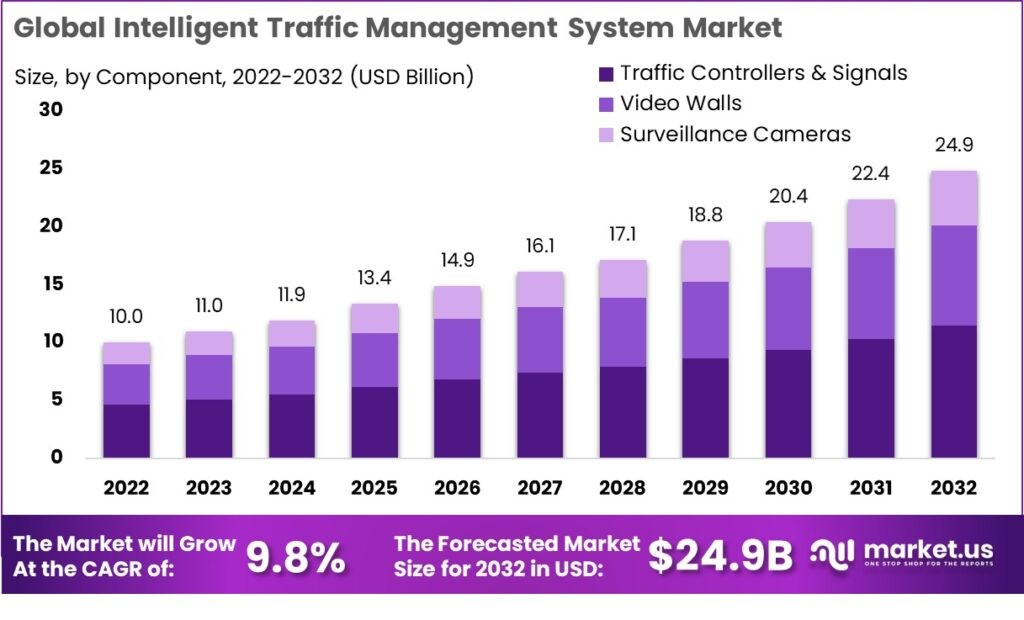 Global Intelligent Traffic Management System Market
Size, by Component, 2022-2032 (USD Billion)
Traffic Controllers & Signals
Video Walls
Surveillance Cameras
30
25
20
15
10
5
0
10.0
11.0
11.9
13.4
14.9
16.1
17.1
18.8
20.4
22.4
24.9
2022 2023 2024 2025 2026 2027 2028 2029 2030 2031 2032
The Market will Grow
At the CAGR of:
9.8%
The Forecasted Market
Size for 2032 in USD:
$24.9B
market.us
ONE STOP SHOP FOR THE REPORTS